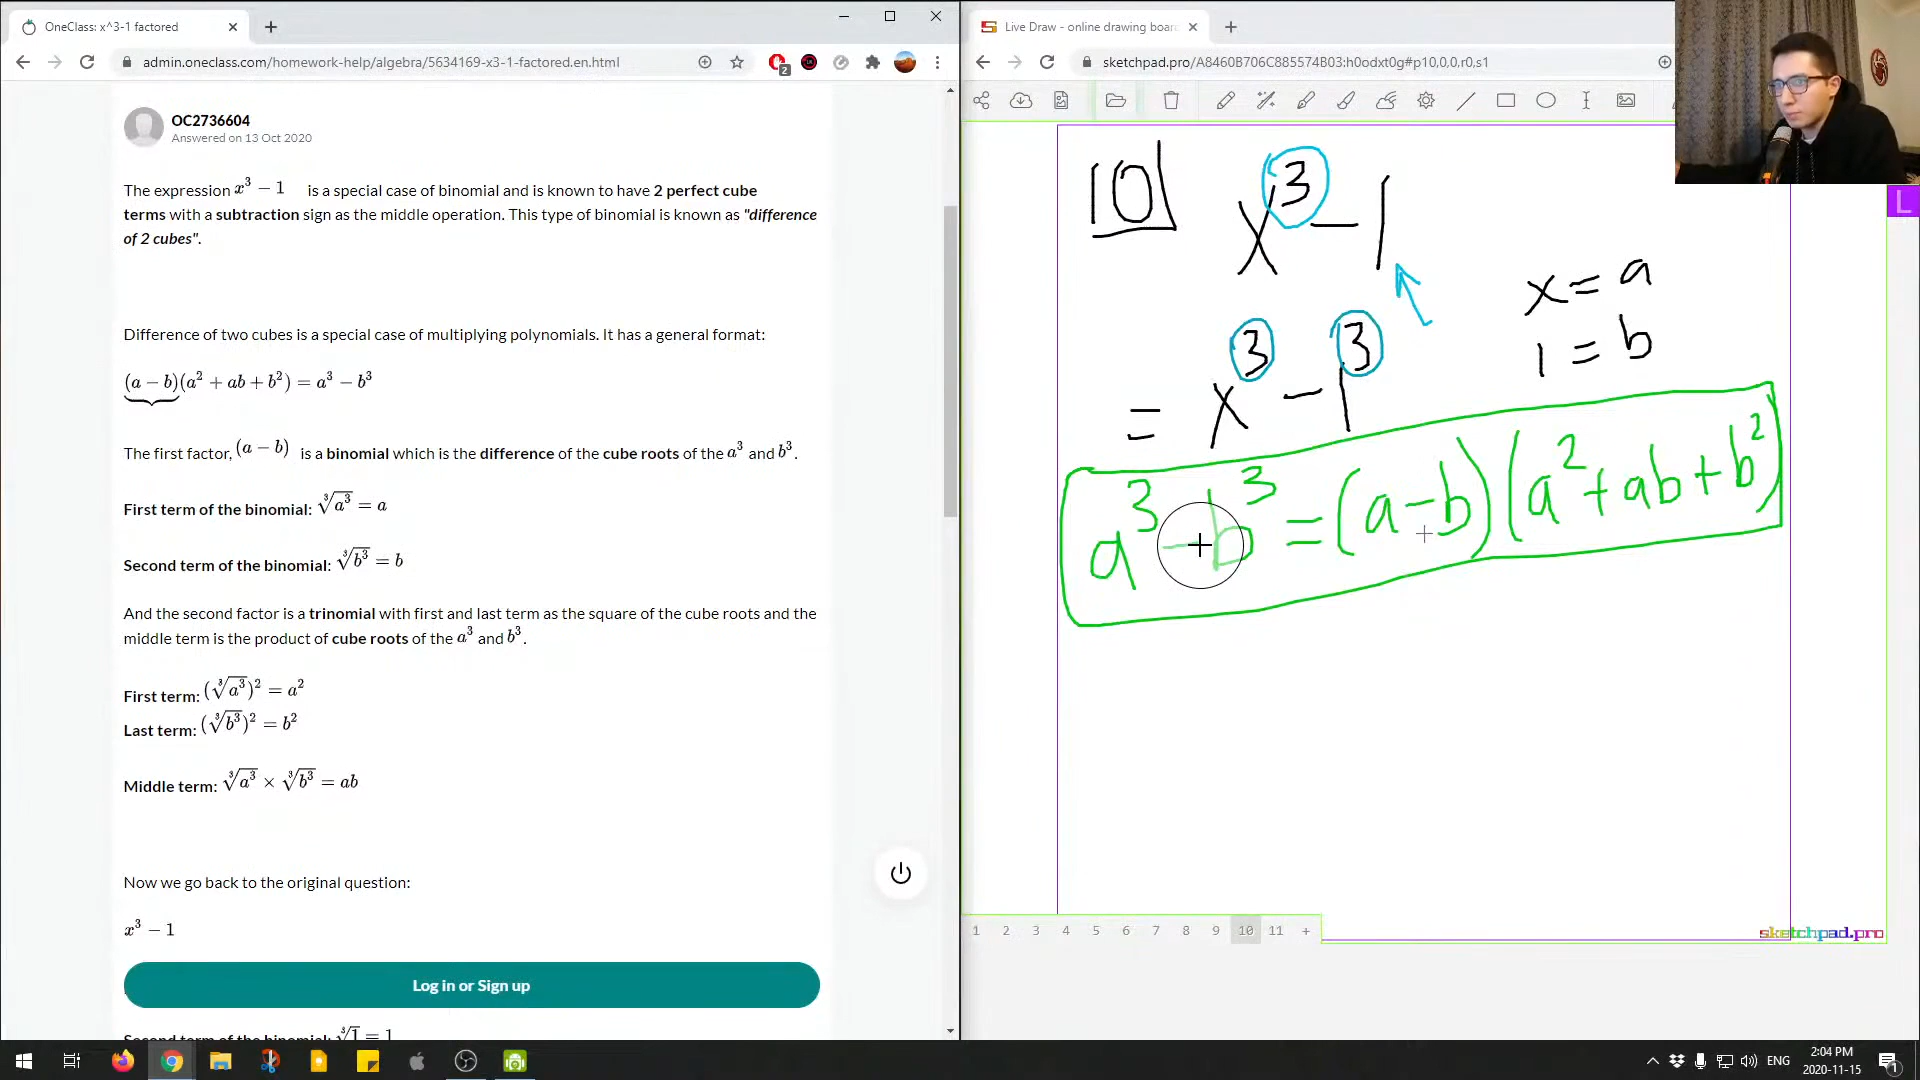 OneClass: x^3-1 factored
admin.oneclass.com/homework-help/algebra/5634169-x3-1-factored.en.html
2
OC2736604
Answered on 13 Oct 2020
The expression x³ − 1 is a special case of binomial and is known to have 2 perfect cube
terms with a subtraction sign as the middle operation. This type of binomial is known as "difference
of 2 cubes".
Difference of two cubes is a special case of multiplying polynomials. It has a general format:
(a − b)(a² + ab + b²) = a³ − b³
The first factor, (a − b) is a binomial which is the difference of the cube roots of the a³ and b³.
First term of the binomial: ∛a³ = a
Second term of the binomial: ∛b³ = b
And the second factor is a trinomial with first and last term as the square of the cube roots and the
middle term is the product of cube roots of the a³ and b³.
First term: (∛a³)² = a²
Last term: (∛b³)² = b²
Middle term: ∛a³ × ∛b³ = ab
Now we go back to the original question:
x³ − 1
Log in or Sign up
Second term of the binomial: ∛1 = 1
Live Draw - online drawing boar
sketchpad.pro/A8460B706C885574B03:h0odxt0g#p10,0,0,r0,s1
L
10
x³ − 1
x = a
1 = b
= x³ − 1³
a³ − b³ = (a − b)(a² + ab + b²)
1 2 3 4 5 6 7 8 9 10 11 +
sketchpad.pro
ENG
2:04 PM
2020-11-15
1